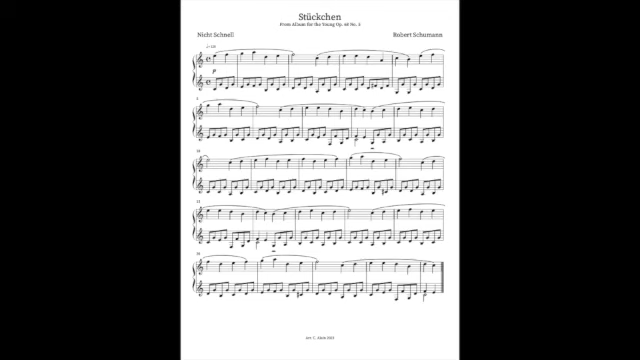 Stückchen
From Album for the Young Op. 68 No. 5
Nicht Schnell
Robert Schumann